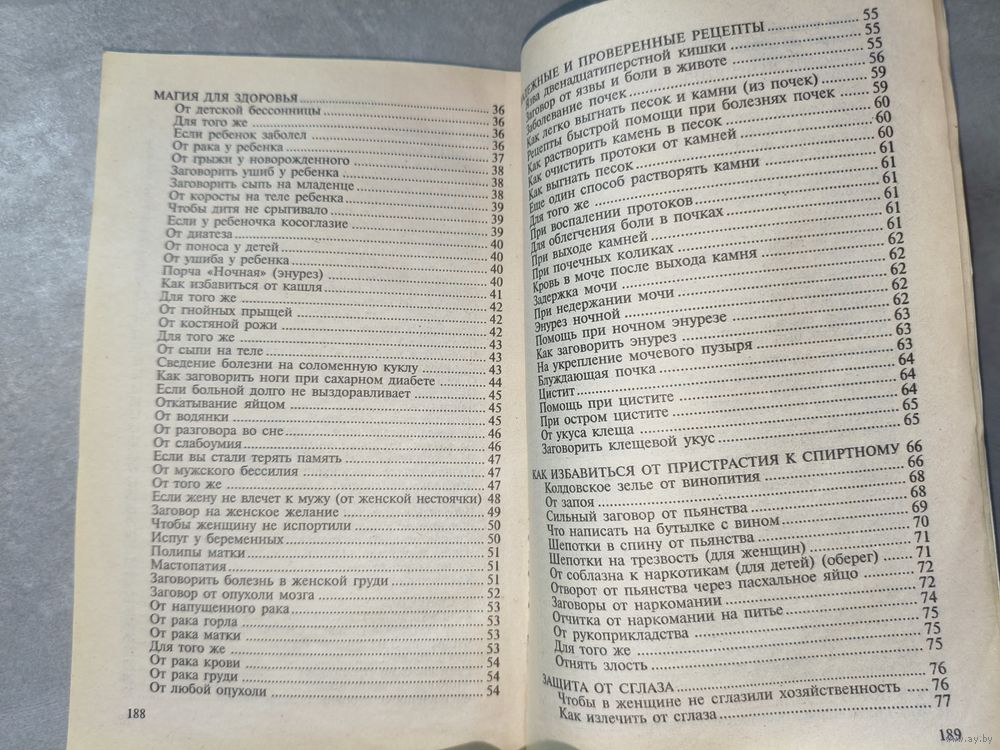 МАГИЯ ДЛЯ ЗДОРОВЬЯ 36
От детской бессонницы 36
Для того же 36
Если ребенок заболел 36
От рака у ребенка 37
От грыжи у новорожденного 38
Заговорить ушиб у ребенка 38
Заговорить сыпь на младенце 38
От коросты на теле ребенка 39
Чтобы дитя не срыгивало 39
Если у ребеночка косоглазие 39
От диатеза 40
От поноса у детей 40
От ушиба у ребенка 40
Порча «Ночная» (энурез) 40
Как избавиться от кашля 41
Для того же 42
От гнойных прыщей 42
От костяной рожи 42
Для того же 43
От сыпи на теле 43
Сведение болезни на соломенную куклу 43
Как заговорить ноги при сахарном диабете 44
Если больной долго не выздоравливает 45
Откатывание яйцом 45
От водянки 45
От разговора во сне 46
От слабоумия 46
Если вы стали терять память 47
От мужского бессилия 47
От того же 47
Если жену не влечет к мужу (от женской нестоячки) 48
Заговор на женское желание 49
Чтобы женщину не испортили 50
Испуг у беременных 50
Полипы матки 51
Мастопатия 51
Заговорить болезнь в женской груди 51
Заговор от опухоли мозга 52
От напущенного рака 53
От рака горла 53
От рака матки 53
Для того же 53
От рака крови 54
От рака груди 54
От любой опухоли 54
188
ЕЖНЫЕ И ПРОВЕРЕННЫЕ РЕЦЕПТЫ 55
Язва двенадцатиперстной кишки 55
Заговор от язвы и боли в животе 55
Заболевание почек 56
Как легко выгнать песок и камни (из почек) 59
Рецепты быстрой помощи при болезнях почек 59
Как растворить камень в песок 60
Как очистить протоки от камней 60
Как выгнать песок 60
Еще один способ растворять камни 61
Для того же 61
При воспалении протоков 61
Для облегчения боли в почках 61
При выходе камней 61
При почечных коликах 61
Кровь в моче после выхода камня 62
Задержка мочи 62
При недержании мочи 62
Энурез ночной 62
Помощь при ночном энурезе 62
Как заговорить энурез 63
На укрепление мочевого пузыря 63
Блуждающая почка 63
Цистит 64
Помощь при цистите 64
При остром цистите 64
От укуса клеща 65
Заговорить клещевой укус 65
КАК ИЗБАВИТЬСЯ ОТ ПРИСТРАСТИЯ К СПИРТНОМУ 66
Колдовское зелье от винопития 66
От запоя 68
Сильный заговор от пьянства 68
Что написать на бутылке с вином 69
Шепотки в спину от пьянства 70
Шепотки на трезвость (для женщин) 71
От соблазна к наркотикам (для детей) (оберег) 71
Отворот от пьянства через пасхальное яйцо 72
Заговоры от наркомании 72
Отчитка от наркомании на питье 74
От рукоприкладства 75
Для того же 75
Отнять злость 75
ЗАЩИТА ОТ СГЛАЗА 76
Чтобы в женщине не сглазили хозяйственность 76
Как излечить от сглаза 77
189
www.ay.by